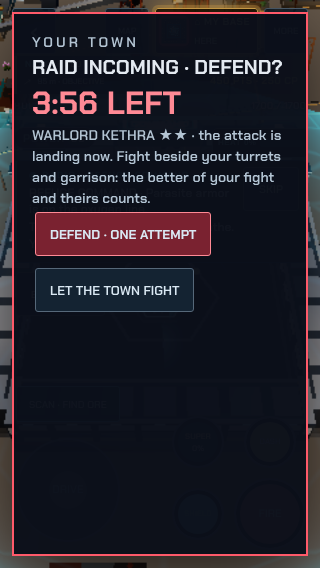 YOUR TOWN
RAID INCOMING · DEFEND?
3:56 LEFT
WARLORD KETHRA ★★ · the attack is
landing now. Fight beside your turrets
and garrison: the better of your fight
and theirs counts.
DEFEND · ONE ATTEMPT
LET THE TOWN FIGHT